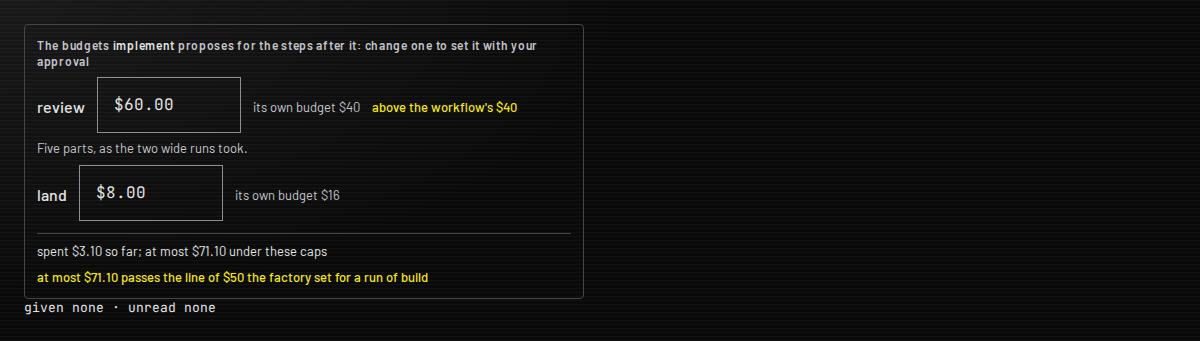 The budgets implement proposes for the steps after it: change one to set it with your
approval
review $60.00 its own budget $40 above the workflow's $40
Five parts, as the two wide runs took.
land $8.00 its own budget $16
spent $3.10 so far; at most $71.10 under these caps
at most $71.10 passes the line of $50 the factory set for a run of build
given none · unread none